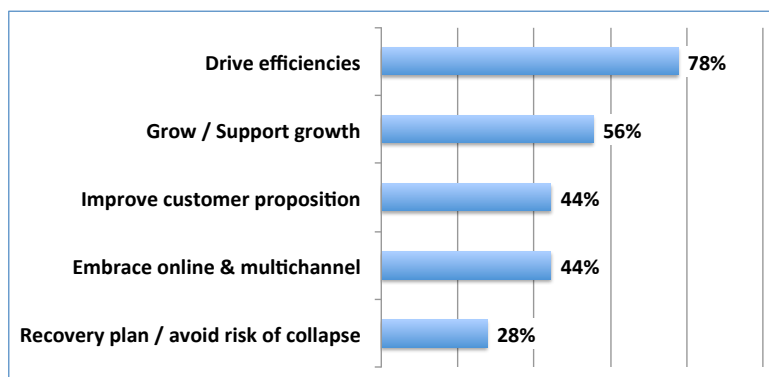 Drive efficiencies 78%
Grow / Support growth 56%
Improve customer proposition 44%
Embrace online & multichannel 44%
Recovery plan / avoid risk of collapse 28%